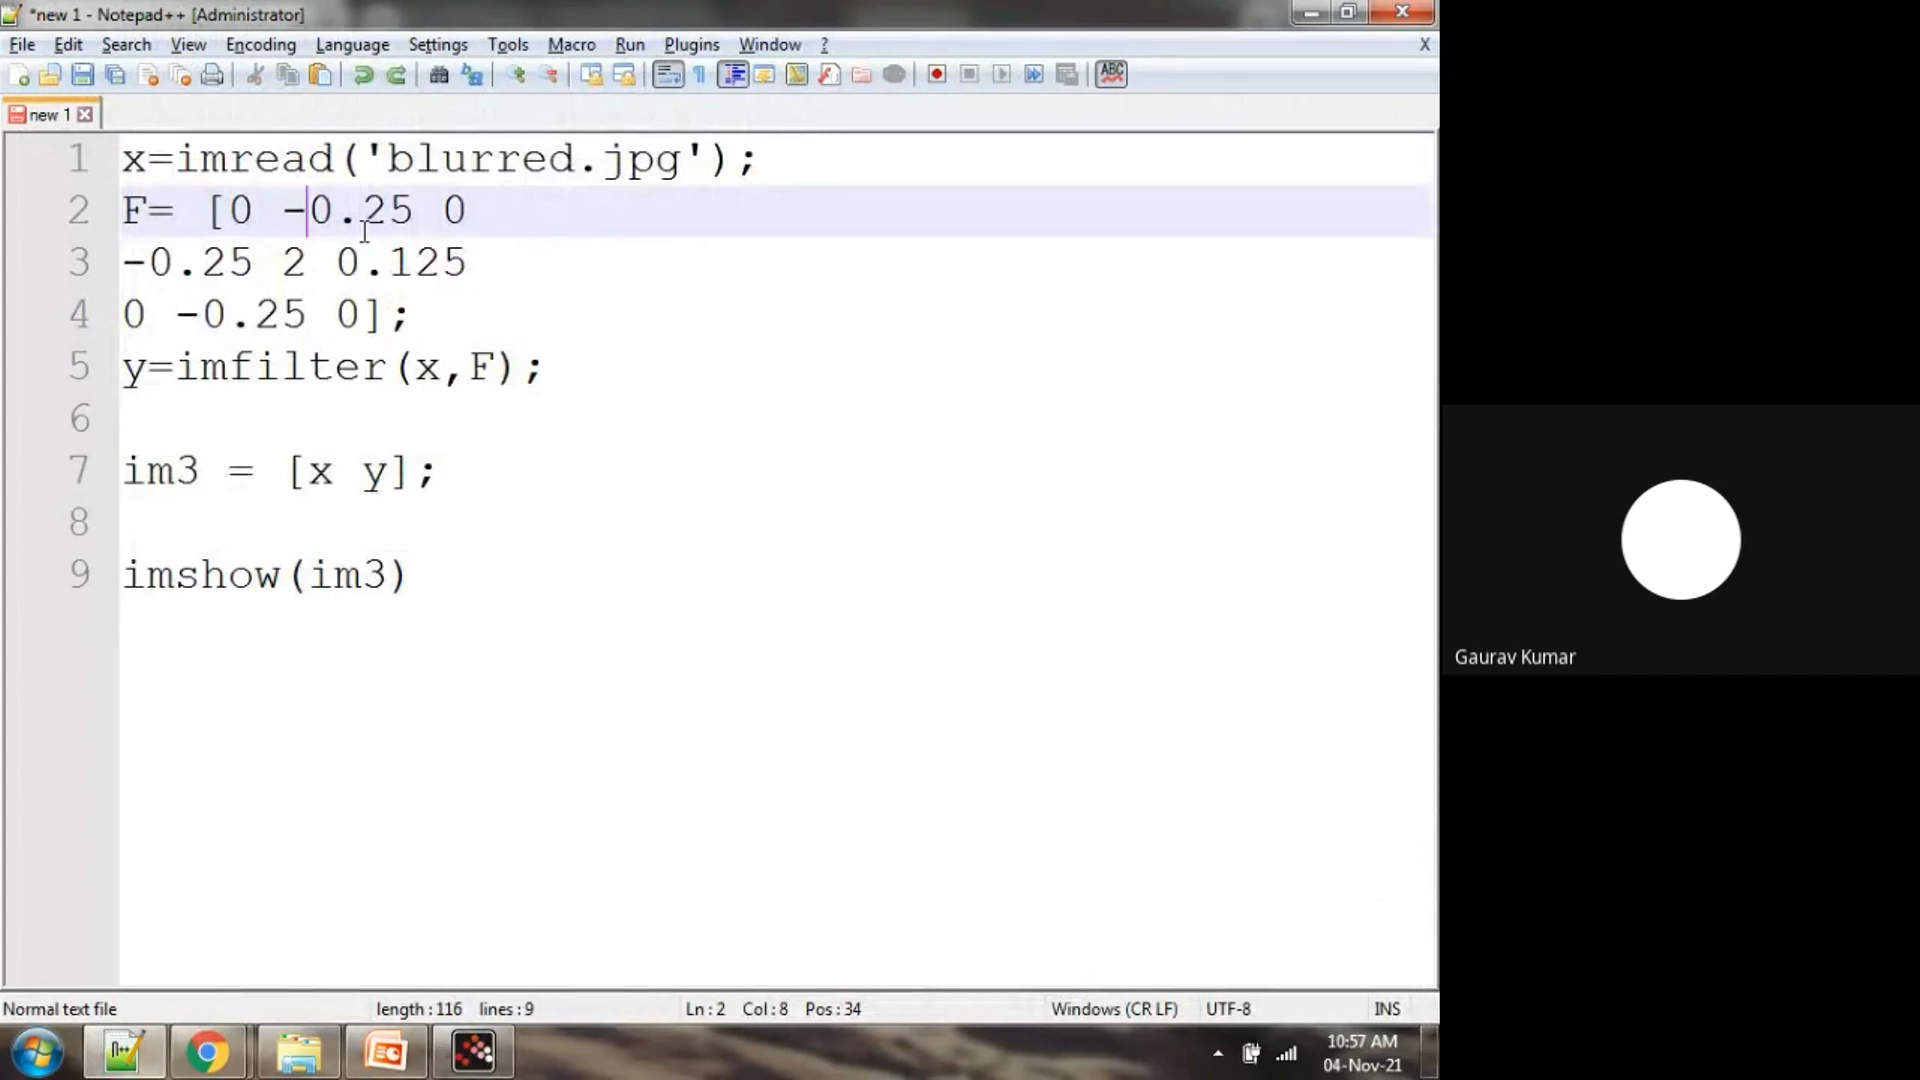 *new 1 - Notepad++ [Administrator]
File Edit Search View Encoding Language Settings Tools Macro Run Plugins Window ? X
ABC
new 1
1 x=imread('blurred.jpg');
2 F= [0 -0.25 0
3 -0.25 2 0.125
4 0 -0.25 0];
5 y=imfilter(x,F);
6
7 im3 = [x y];
8
9 imshow(im3)
Gaurav Kumar
Normal text file length : 116 lines : 9 Ln : 2 Col : 8 Pos : 34 Windows (CR LF) UTF-8 INS
10:57 AM
04-Nov-21